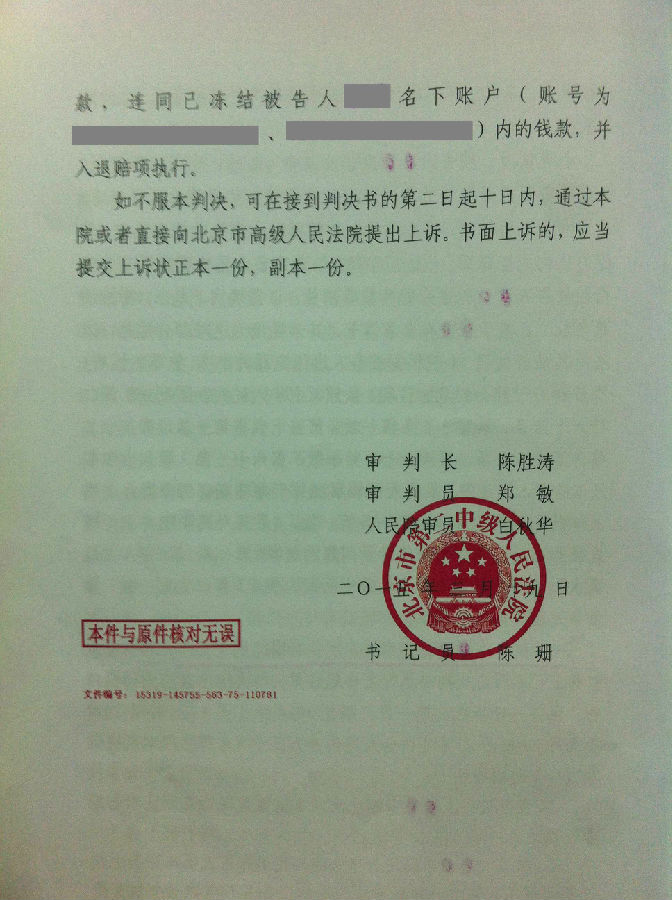 款、连同已冻结被告人 名下账户（账号为
、 ）内的钱款，并
入退赔项执行。
如不服本判决，可在接到判决书的第二日起十日内，通过本
院或者直接向北京市高级人民法院提出上诉。书面上诉的，应当
提交上诉状正本一份，副本一份。
审 判 长 陈胜涛
审 判 员 郑 敏
人民陪审员 白秋华
北京市第一中级人民法院
二〇一五 年 三 月 十九 日
本件与原件核对无误
书 记 员 陈 珊
文件编号：15319-145755-563-75-110781